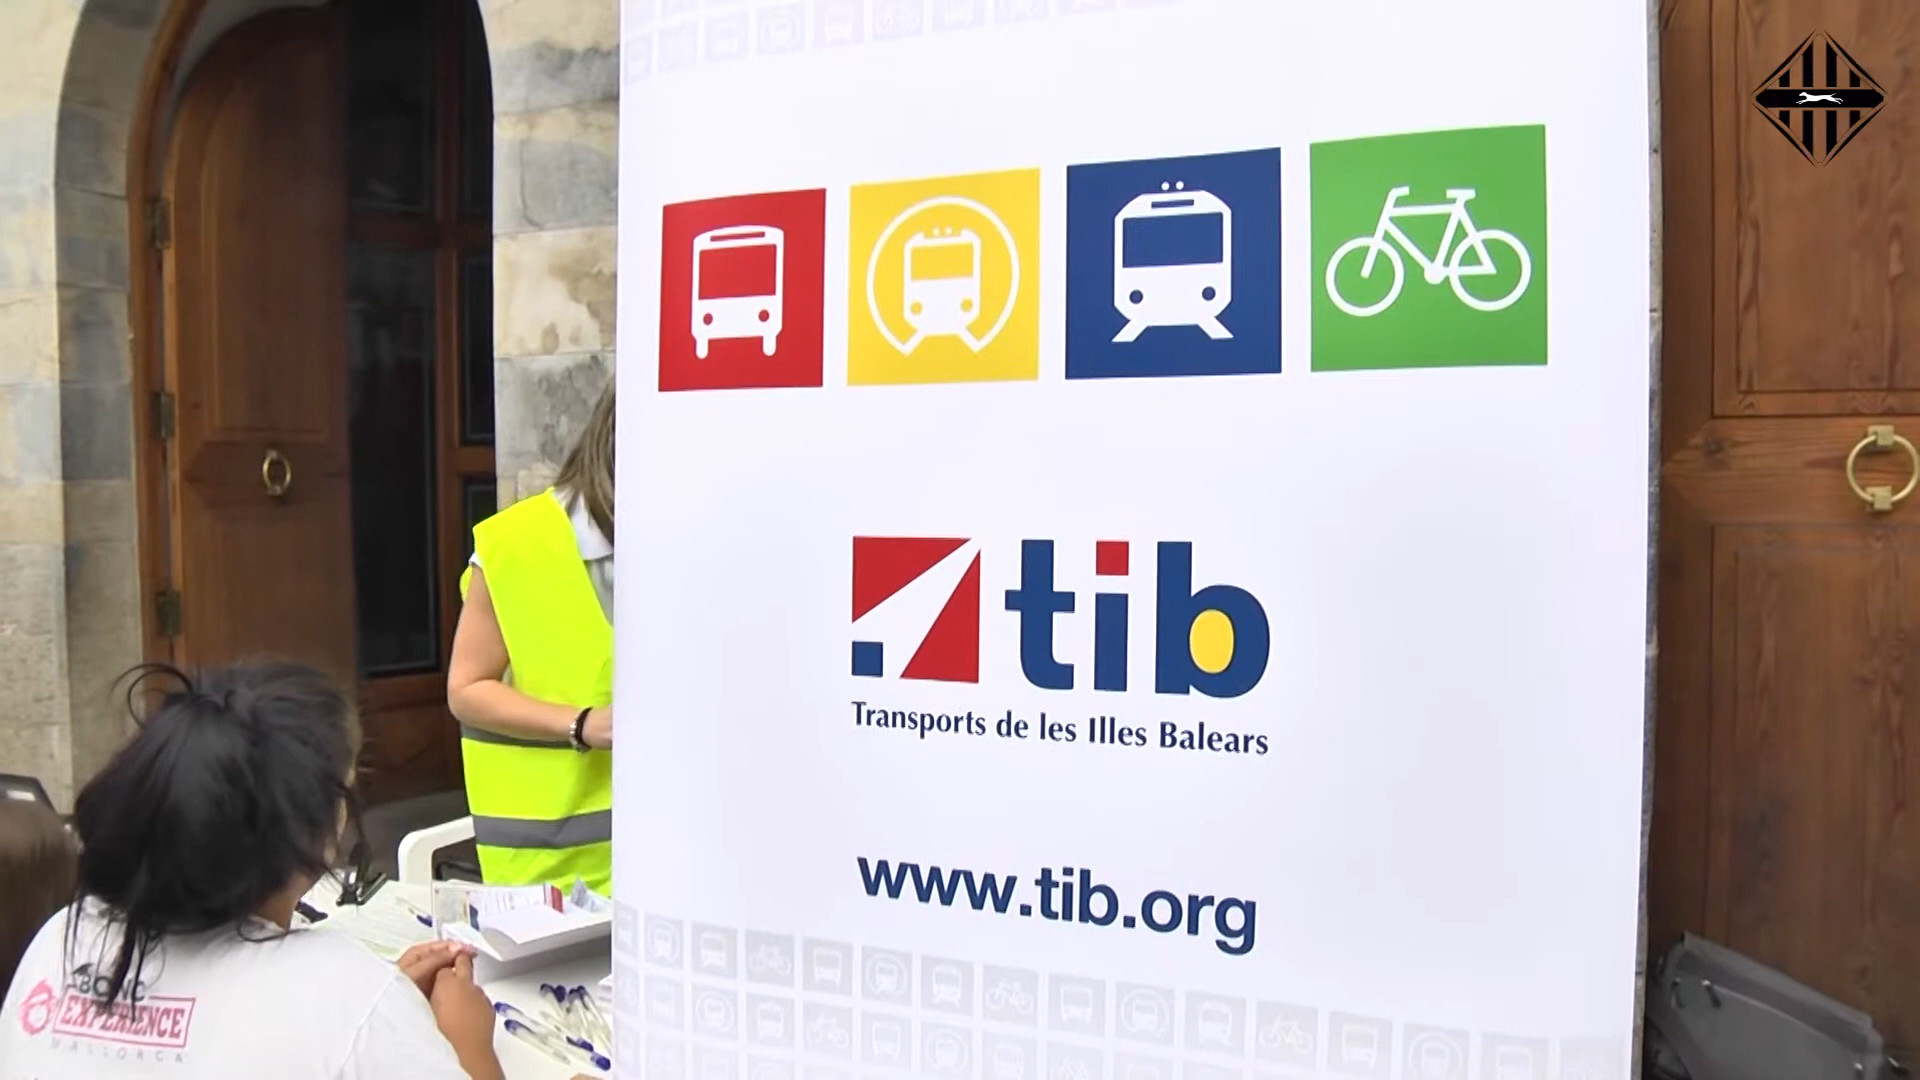 tib
Transports de les Illes Balears
www.tib.org
EXPERIENCE
MALLORCA